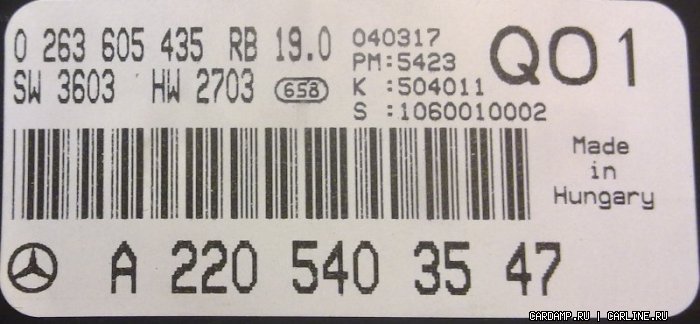 0 263 605 435 RB 19.0
SW 3603 HW 2703 658
040317
PM:5423
K :504011
S :1060010002
Q01
Made
in
Hungary
A 220 540 35 47
CARDAMP.RU | CARLINE.RU